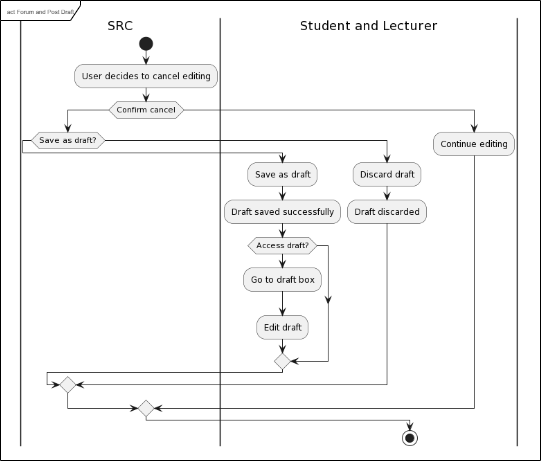 act Forum and Post Draft
SRC
Student and Lecturer
User decides to cancel editing
Confirm cancel
Save as draft?
Continue editing
Save as draft
Discard draft
Draft saved successfully
Draft discarded
Access draft?
Go to draft box
Edit draft